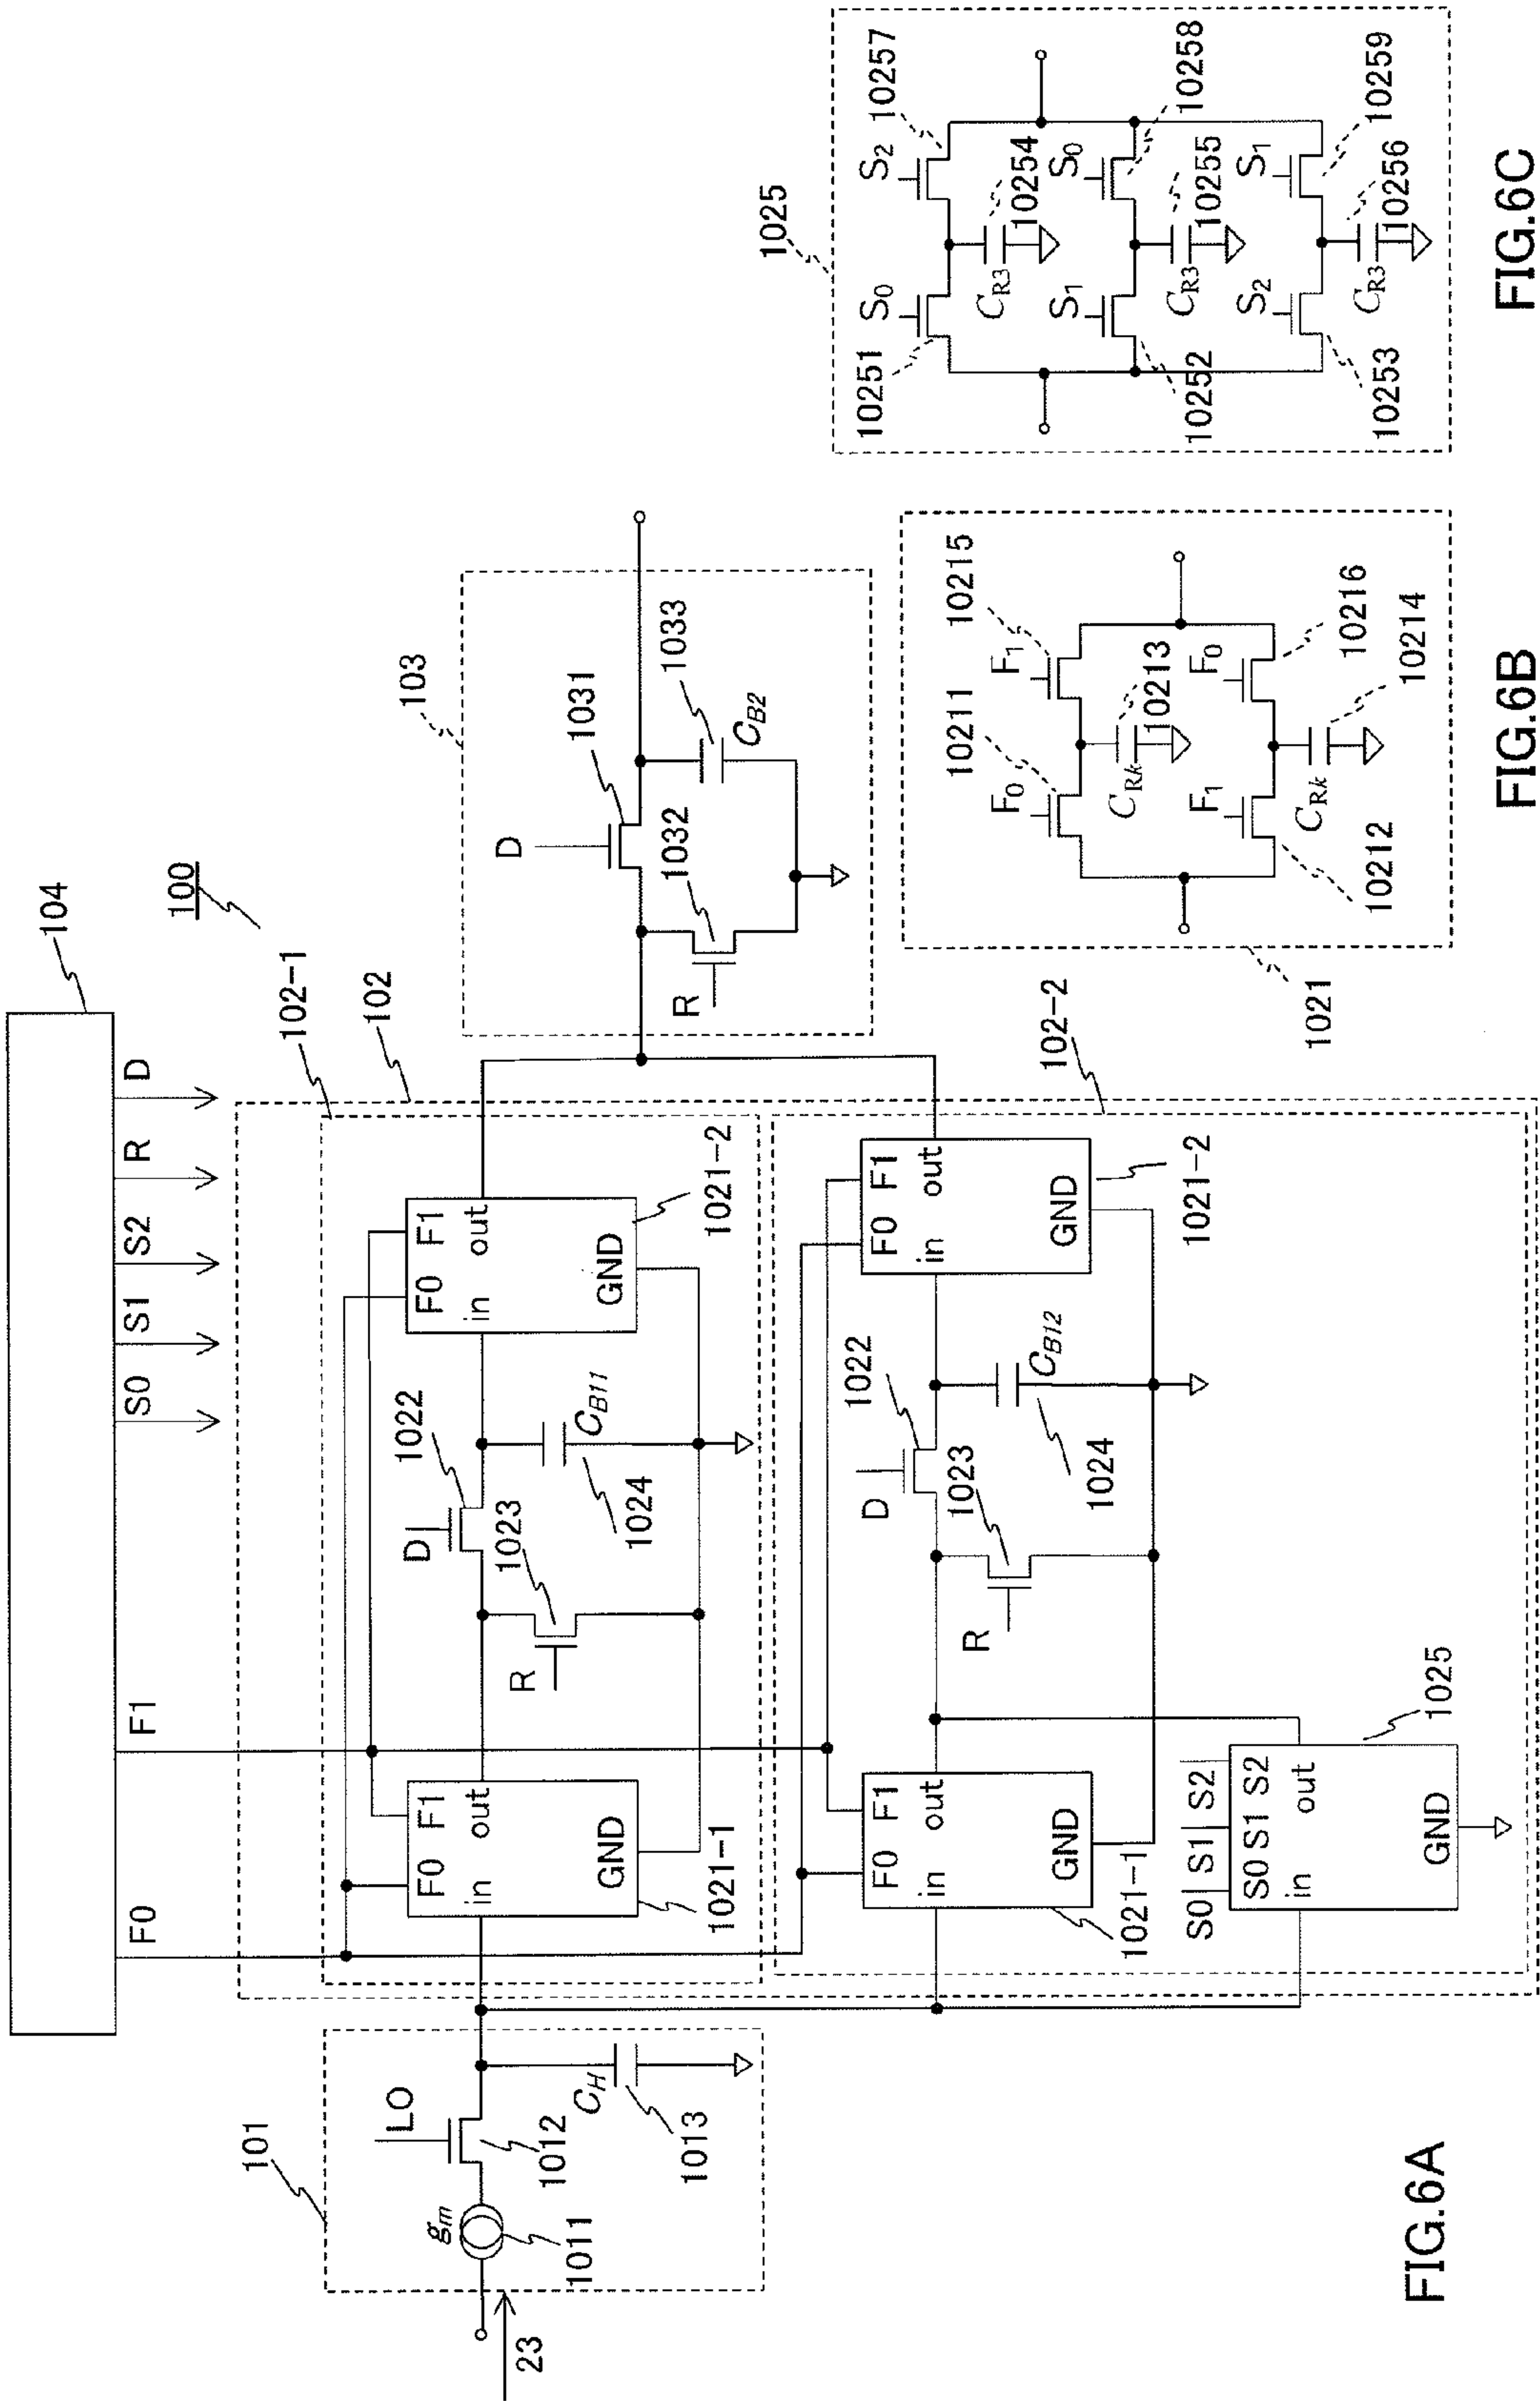 100
104
F0
F1
S0
S1
S2
R
D
102-1
102
101
23
gm
1011
LO
1012
CH
1013
F0 F1
in
out
GND
1021-1
D
1022
R
1023
CB11
1024
F0 F1
in
out
GND
1021-2
F0 F1
in
out
GND
1021-1
D
1022
R
1023
CB12
1024
F0 F1
in
out
GND
1021-2
102-2
S0 S1 S2
S0 S1 S2
in
out
GND
1025
103
D
1031
R
1032
1033
CB2
FIG.6A
1021
F0
10211
F1
10215
CRk
10213
F1
10212
F0
10216
CRk
10214
FIG.6B
1025
S0
10251
S2
10257
CR3
10254
S1
10252
S0
10258
CR3
10255
S2
10253
S1
10259
CR3
10256
FIG.6C